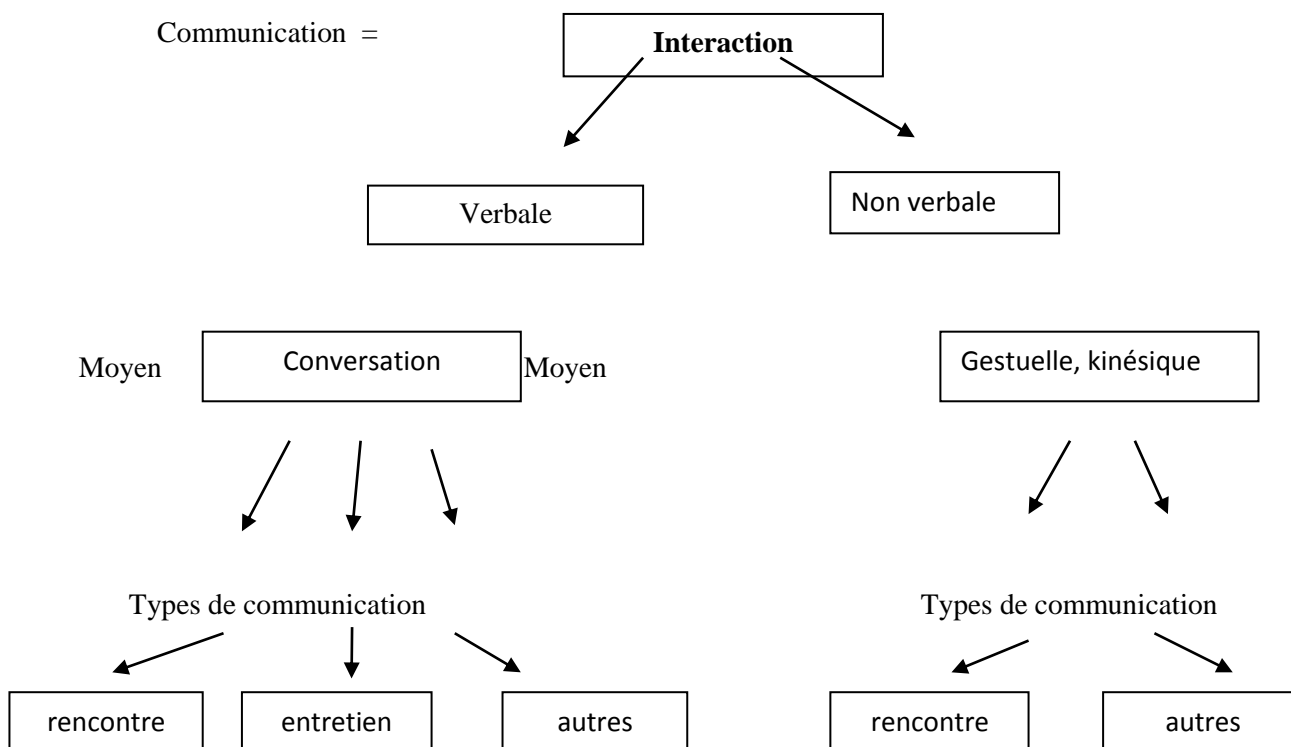 Communication =
Interaction
Verbale
Non verbale
Moyen
Conversation
Moyen
Gestuelle, kinésique
Types de communication
Types de communication
rencontre
entretien
autres
rencontre
autres